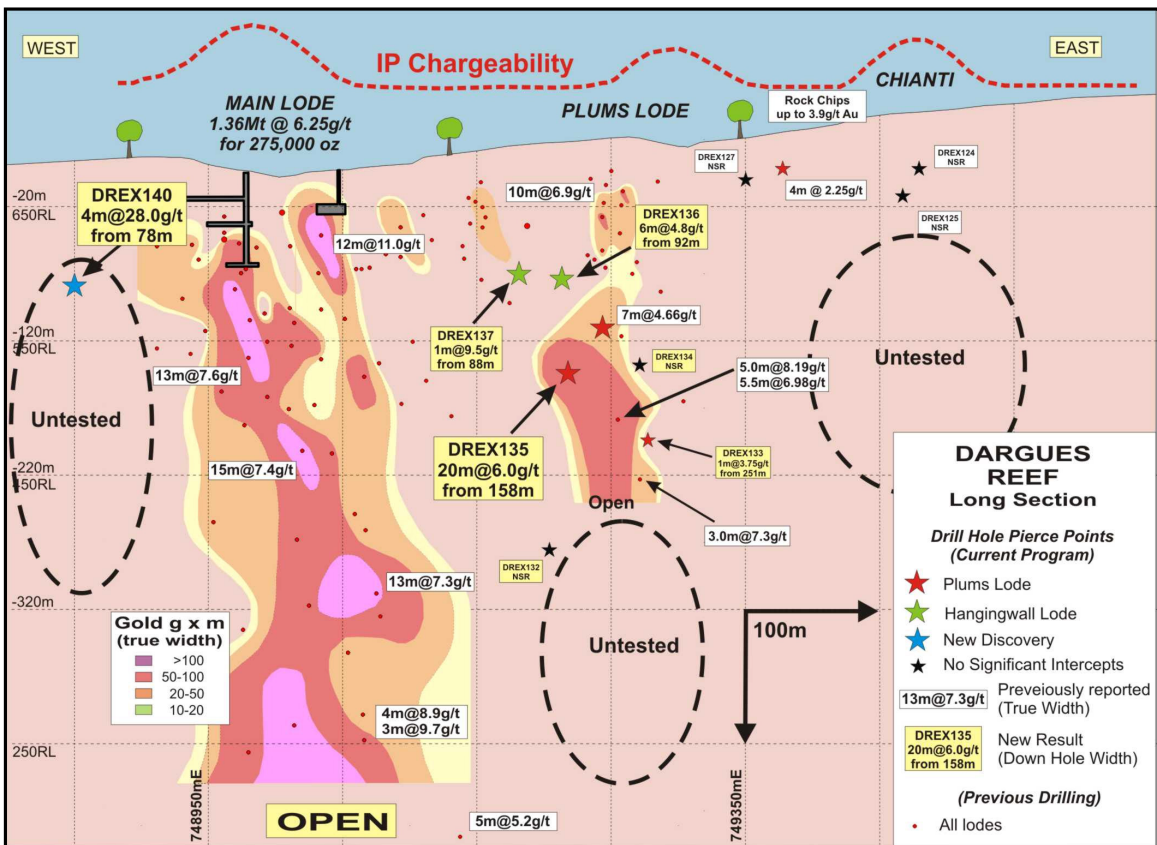 WEST
IP Chargeability
EAST
CHIANTI
MAIN LODE
1.36Mt @ 6.25g/t
for 275,000 oz
PLUMS LODE
Rock Chips
up to 3.9g/t Au
DREX127
NSR
DREX124
NSR
4m @ 2.25g/t
DREX125
NSR
-20m
650RL
DREX140
4m@28.0g/t
from 78m
10m@6.9g/t
DREX136
6m@4.8g/t
from 92m
12m@11.0g/t
DREX137
1m@9.5g/t
from 88m
7m@4.66g/t
-120m
550RL
DREX134
NSR
13m@7.6g/t
5.0m@8.19g/t
5.5m@6.98g/t
Untested
Untested
DREX135
20m@6.0g/t
from 158m
DREX133
1m@3.75g/t
from 251m
15m@7.4g/t
-220m
450RL
Open
3.0m@7.3g/t
DREX132
NSR
13m@7.3g/t
-320m
Untested
100m
Gold g x m
(true width)
>100
50-100
20-50
10-20
4m@8.9g/t
3m@9.7g/t
250RL
748950mE
749350mE
OPEN
5m@5.2g/t
DARGUES
REEF
Long Section
Drill Hole Pierce Points
(Current Program)
Plums Lode
Hangingwall Lode
New Discovery
No Significant Intercepts
13m@7.3g/t
Preveiously reported
(True Width)
DREX135
20m@6.0g/t
from 158m
New Result
(Down Hole Width)
(Previous Drilling)
All lodes